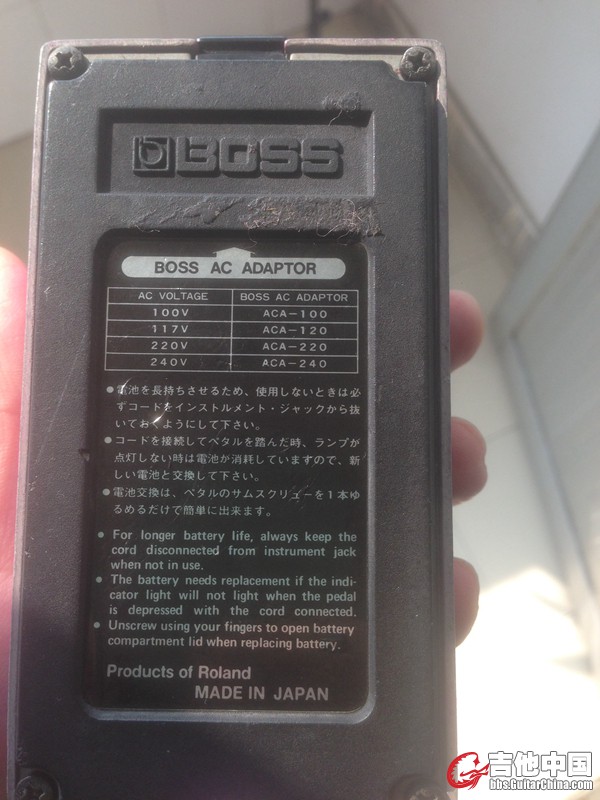 BOSS
BOSS AC ADAPTOR
AC VOLTAGE BOSS AC ADAPTOR
100V ACA-100
117V ACA-120
220V ACA-220
240V ACA-240
●電池を長持ちさせるため、使用しないときは必
ずコードをインストルメント・ジャックから抜
いておくようにして下さい。
●コードを接続してペタルを踏んだ時、ランプが
点灯しない時は電池が消耗していますので、新
しい電池と交換して下さい。
●電池交換は、ペタルのサムスクリューを1本ゆ
るめるだけで簡単に出来ます。
● For longer battery life, always keep the
cord disconnected from instrument jack
when not in use.
● The battery needs replacement if the indi-
cator light will not light when the pedal
is depressed with the cord connected.
● Unscrew using your fingers to open battery
compartment lid when replacing battery.
Products of Roland
MADE IN JAPAN
吉他中国
bbs.GuitarChina.com